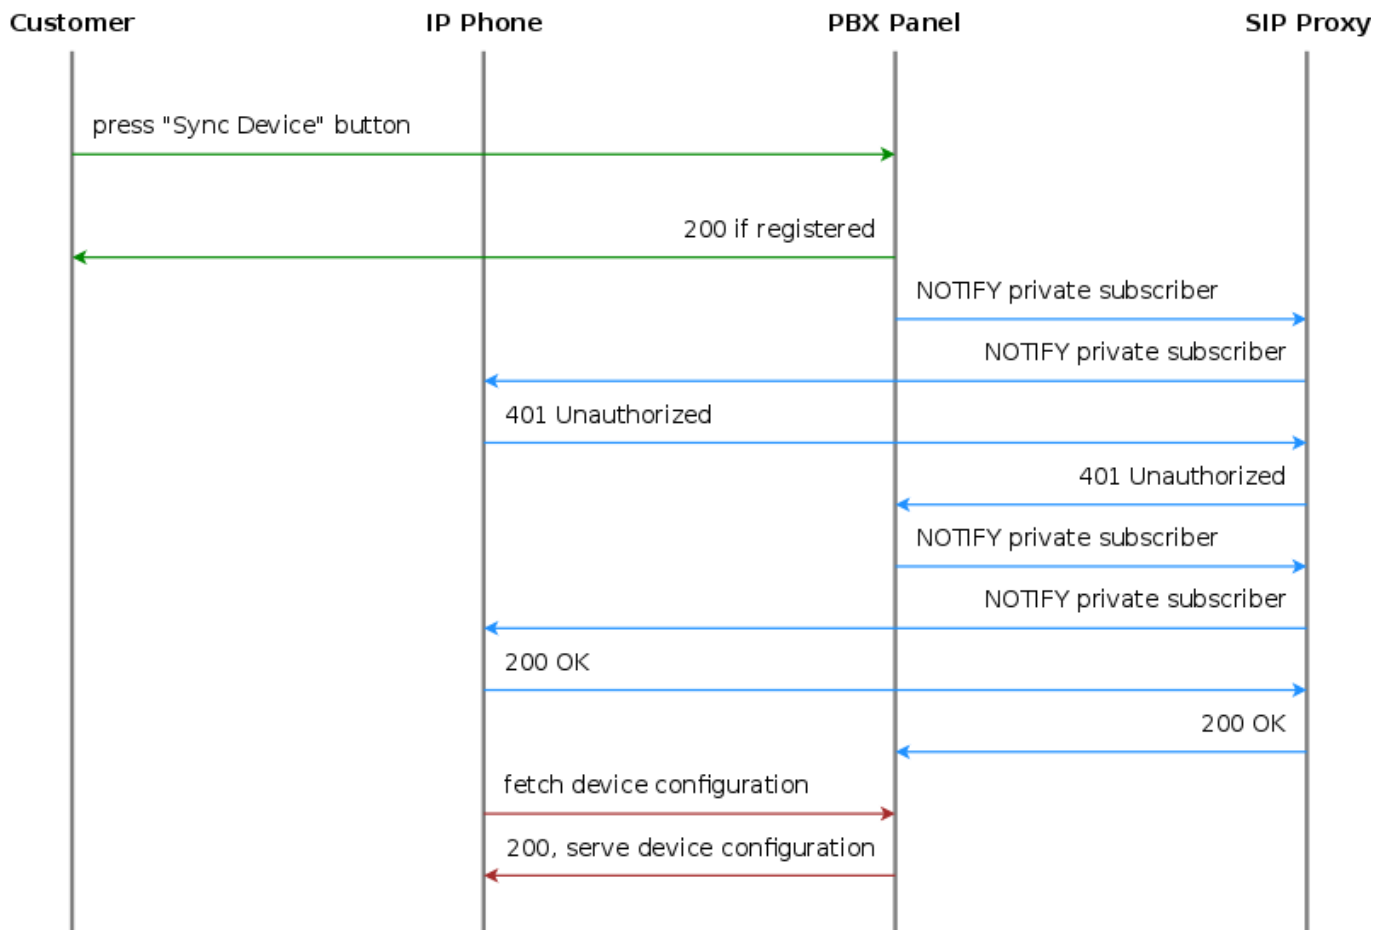 Customer IP Phone PBX Panel SIP Proxy
press "Sync Device" button
200 if registered
NOTIFY private subscriber
NOTIFY private subscriber
401 Unauthorized
401 Unauthorized
NOTIFY private subscriber
NOTIFY private subscriber
200 OK
200 OK
fetch device configuration
200, serve device configuration